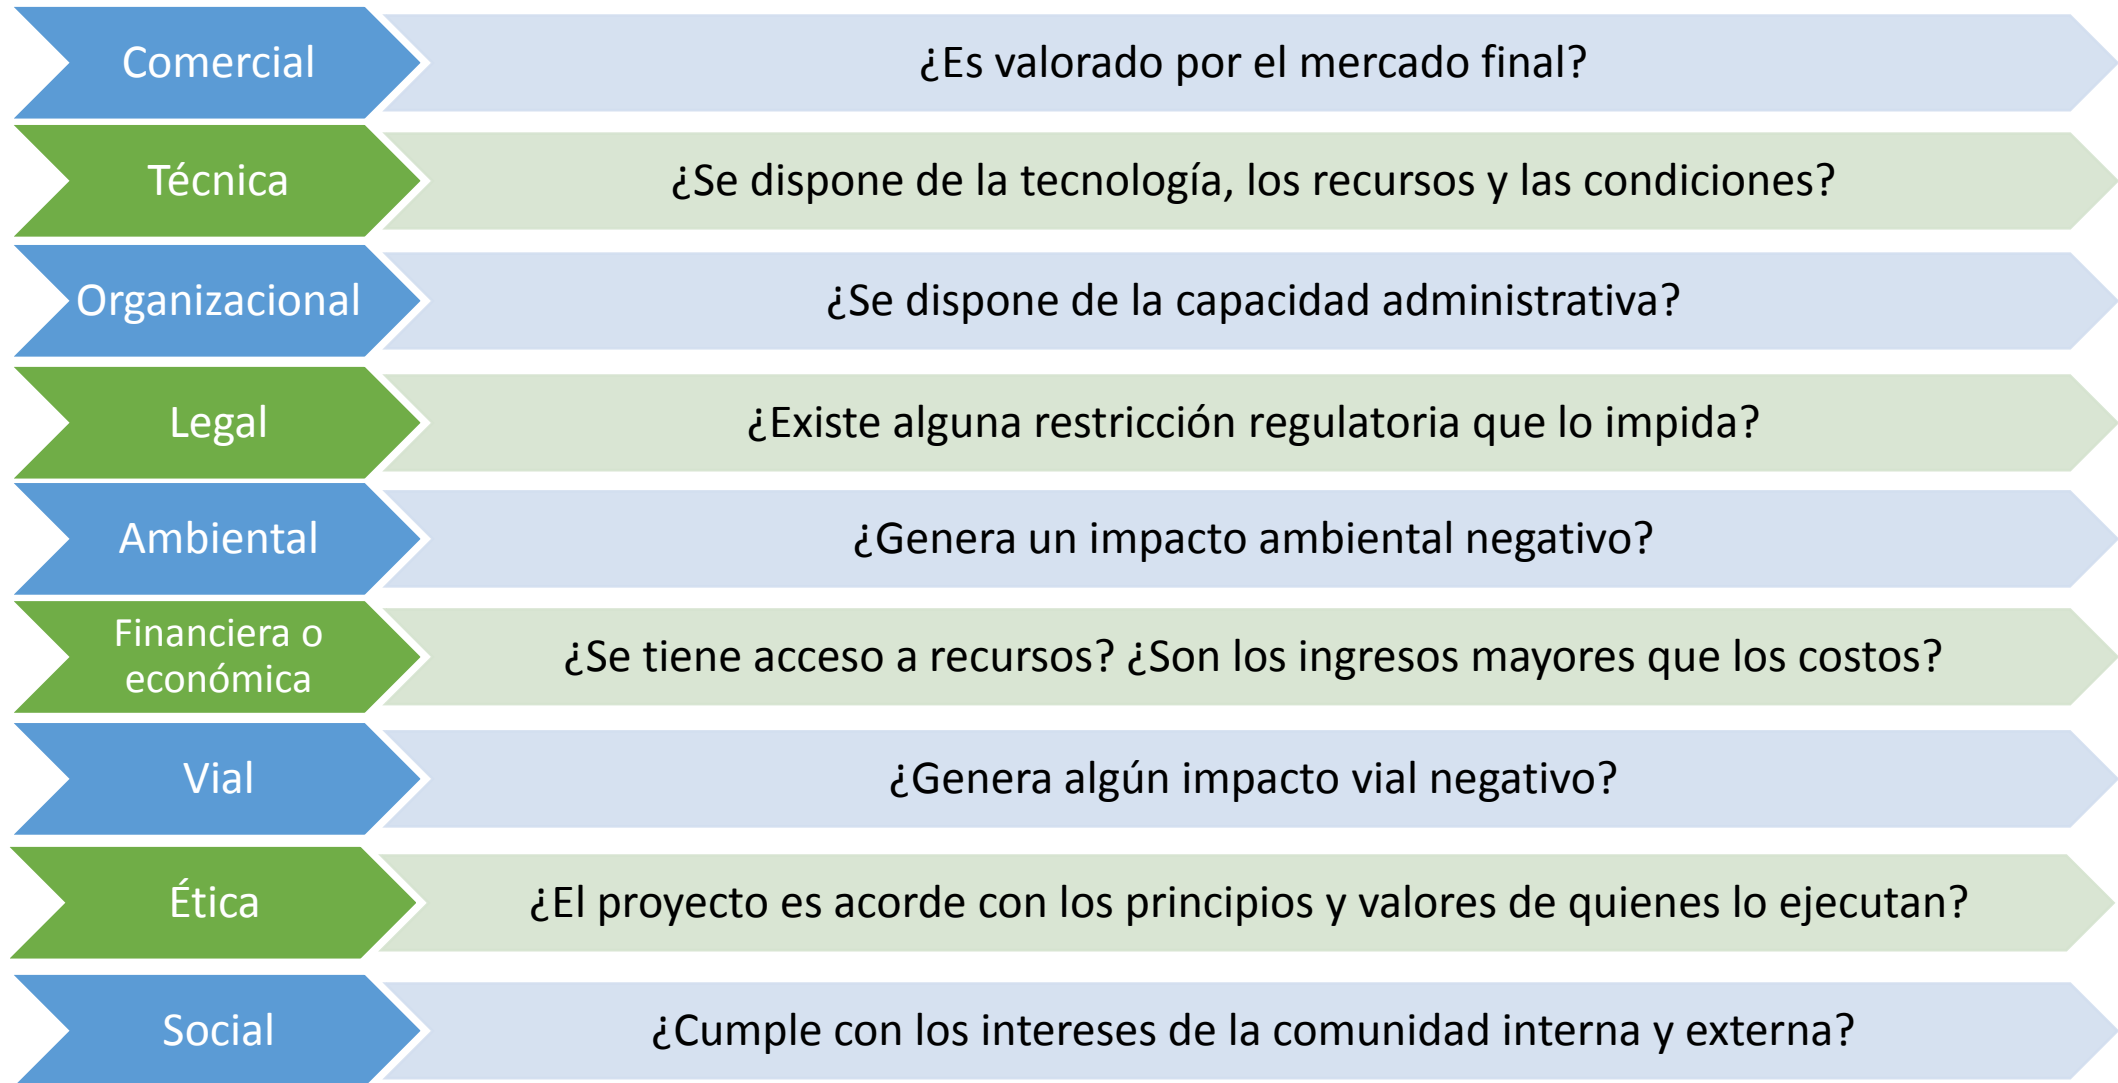 Comercial
¿Es valorado por el mercado final?
Técnica
¿Se dispone de la tecnología, los recursos y las condiciones?
Organizacional
¿Se dispone de la capacidad administrativa?
Legal
¿Existe alguna restricción regulatoria que lo impida?
Ambiental
¿Genera un impacto ambiental negativo?
Financiera o
económica
¿Se tiene acceso a recursos? ¿Son los ingresos mayores que los costos?
Vial
¿Genera algún impacto vial negativo?
Ética
¿El proyecto es acorde con los principios y valores de quienes lo ejecutan?
Social
¿Cumple con los intereses de la comunidad interna y externa?